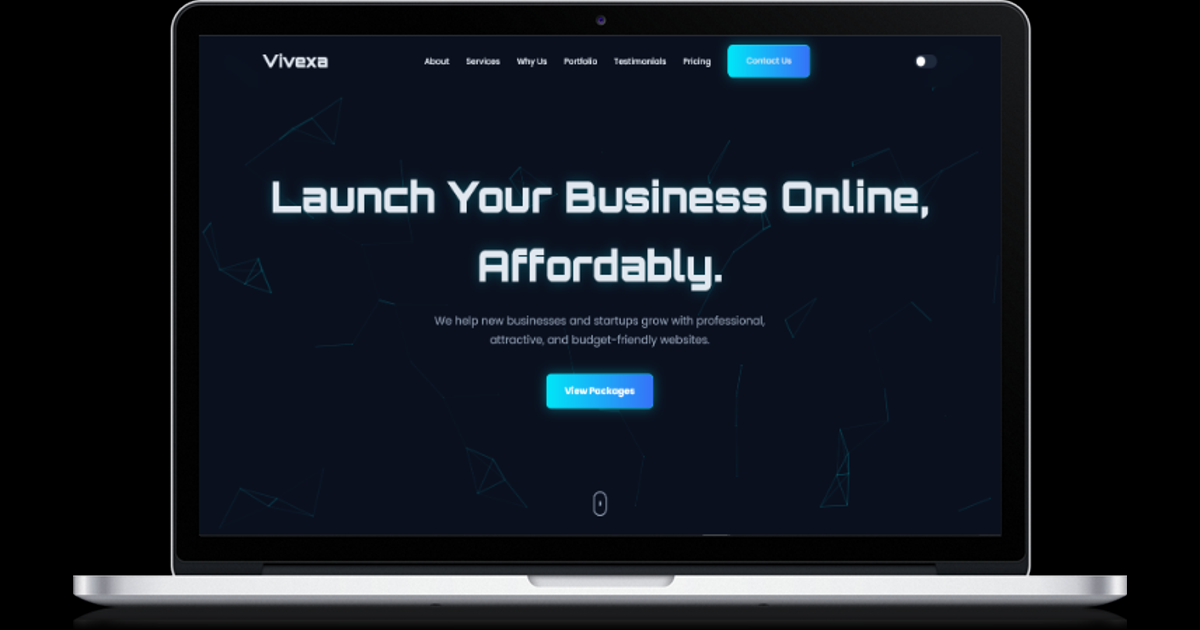 Vivexa
About Services Why Us Portfolio Testimonials Pricing Contact Us
Launch Your Business Online,
Affordably.
We help new businesses and startups grow with professional,
attractive, and budget-friendly websites.
View Packages